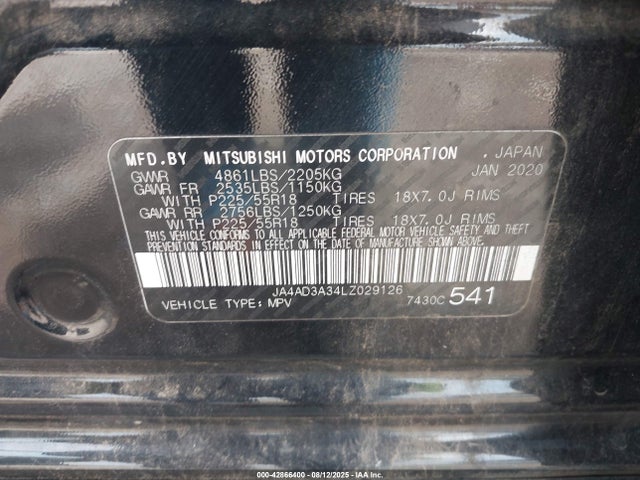 MFD.BY MITSUBISHI MOTORS CORPORATION . JAPAN
GWVR 4861LBS/2205KG JAN 2020
GAWR FR 2535LBS/1150KG
WITH P225/55R18 TIRES 18X7.0J RIMS
GAWR RR 2756LBS/1250KG
WITH P225/55R18 TIRES 18X7.0J RIMS
THIS VEHICLE CONFORMS TO ALL APPLICABLE FEDERAL MOTOR VEHICLE SAFETY AND THEFT
PREVENTION STANDARDS IN EFFECT ON THE DATE OF MANUFACTURE SHOWN ABOVE.
JA4AD3A34LZ029126
VEHICLE TYPE: MPV 7430C 541
000-42866400 - 08/12/2025 - IAAI.COM